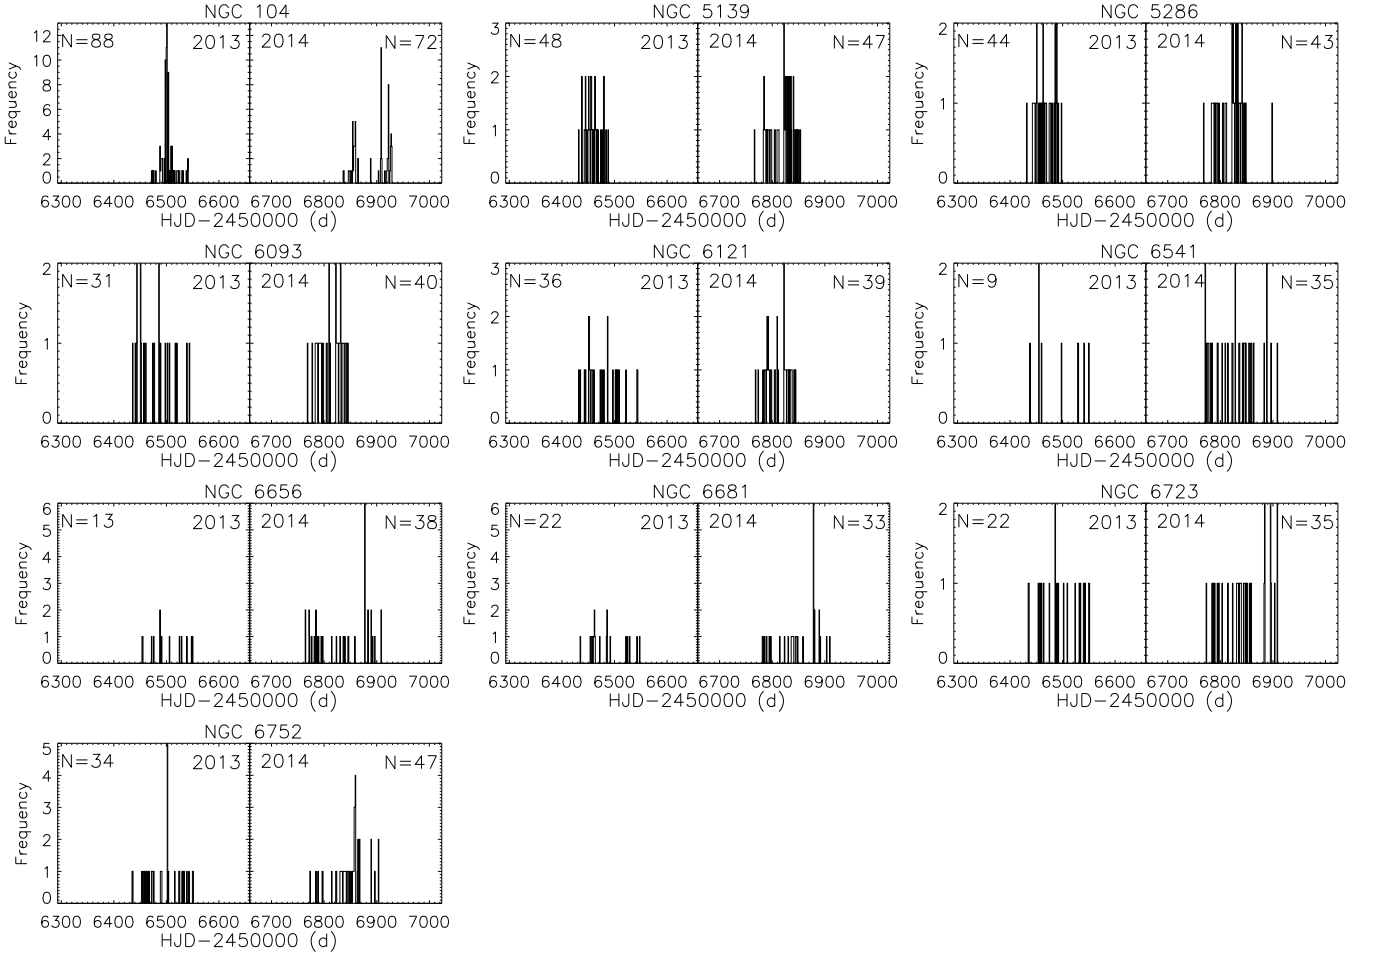 NGC 104
12
10
8
6
4
2
0
Frequency
N=88
2013
2014
N=72
6300 6400 6500 6600 6700 6800 6900 7000
HJD−2450000 (d)
NGC 5139
3
2
1
0
Frequency
N=48
2013
2014
N=47
6300 6400 6500 6600 6700 6800 6900 7000
HJD−2450000 (d)
NGC 5286
2
1
0
Frequency
N=44
2013
2014
N=43
6300 6400 6500 6600 6700 6800 6900 7000
HJD−2450000 (d)
NGC 6093
2
1
0
Frequency
N=31
2013
2014
N=40
6300 6400 6500 6600 6700 6800 6900 7000
HJD−2450000 (d)
NGC 6121
3
2
1
0
Frequency
N=36
2013
2014
N=39
6300 6400 6500 6600 6700 6800 6900 7000
HJD−2450000 (d)
NGC 6541
2
1
0
Frequency
N=9
2013
2014
N=35
6300 6400 6500 6600 6700 6800 6900 7000
HJD−2450000 (d)
NGC 6656
6
5
4
3
2
1
0
Frequency
N=13
2013
2014
N=38
6300 6400 6500 6600 6700 6800 6900 7000
HJD−2450000 (d)
NGC 6681
6
5
4
3
2
1
0
Frequency
N=22
2013
2014
N=33
6300 6400 6500 6600 6700 6800 6900 7000
HJD−2450000 (d)
NGC 6723
2
1
0
Frequency
N=22
2013
2014
N=35
6300 6400 6500 6600 6700 6800 6900 7000
HJD−2450000 (d)
NGC 6752
5
4
3
2
1
0
Frequency
N=34
2013
2014
N=47
6300 6400 6500 6600 6700 6800 6900 7000
HJD−2450000 (d)